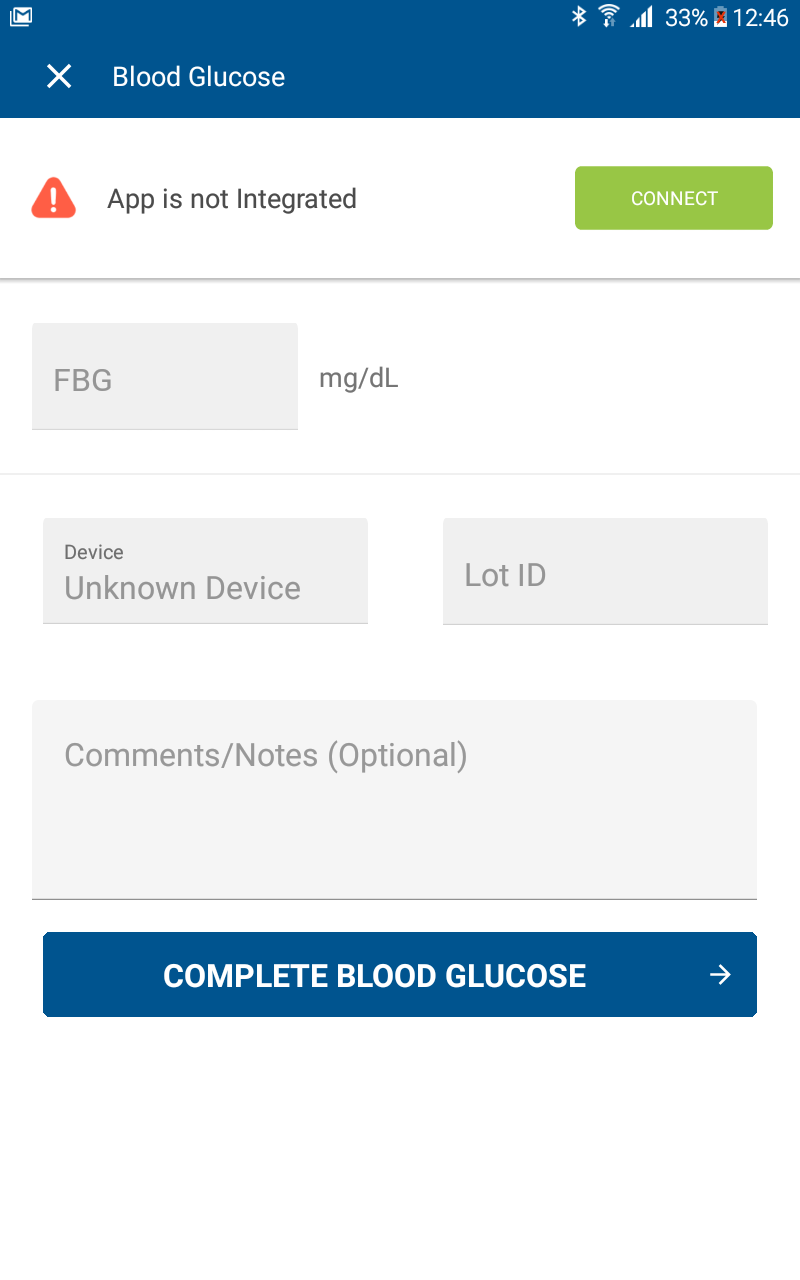 33% 12:46
Blood Glucose
App is not Integrated CONNECT
FBG mg/dL
Device
Unknown Device
Lot ID
Comments/Notes (Optional)
COMPLETE BLOOD GLUCOSE